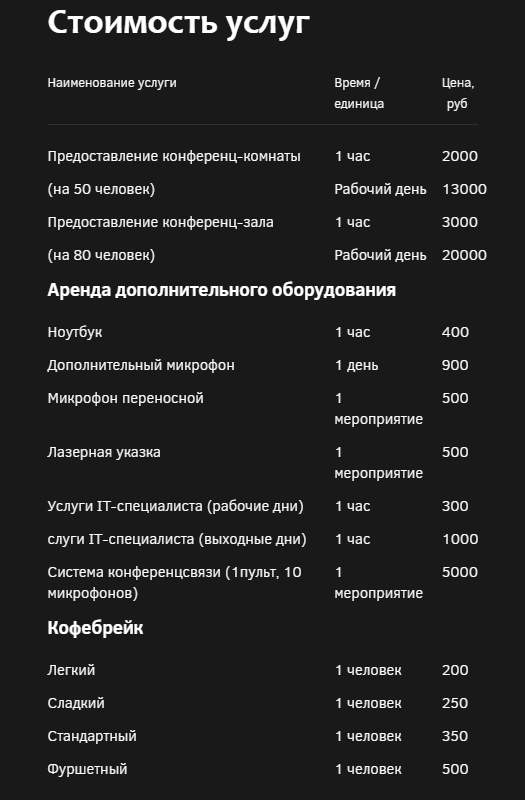 Стоимость услуг
Наименование услуги Время / Цена,
единица руб
Предоставление конференц-комнаты 1 час 2000
(на 50 человек) Рабочий день 13000
Предоставление конференц-зала 1 час 3000
(на 80 человек) Рабочий день 20000
Аренда дополнительного оборудования
Ноутбук 1 час 400
Дополнительный микрофон 1 день 900
Микрофон переносной 1 500
мероприятие
Лазерная указка 1 500
мероприятие
Услуги IT-специалиста (рабочие дни) 1 час 300
слуги IT-специалиста (выходные дни) 1 час 1000
Система конференцсвязи (1пульт, 10 1 5000
микрофонов) мероприятие
Кофебрейк
Легкий 1 человек 200
Сладкий 1 человек 250
Стандартный 1 человек 350
Фуршетный 1 человек 500